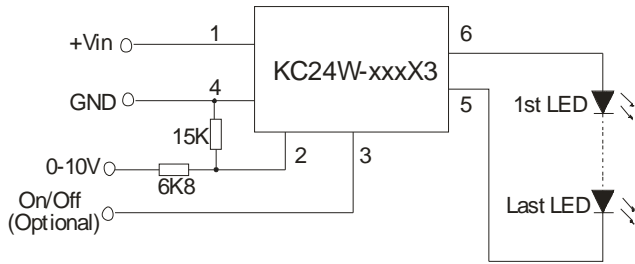 +Vin
1
KC24W-xxxX3
6
GND
4
5
1st LED
15K
2
3
0-10V
6K8
On/Off
(Optional)
Last LED